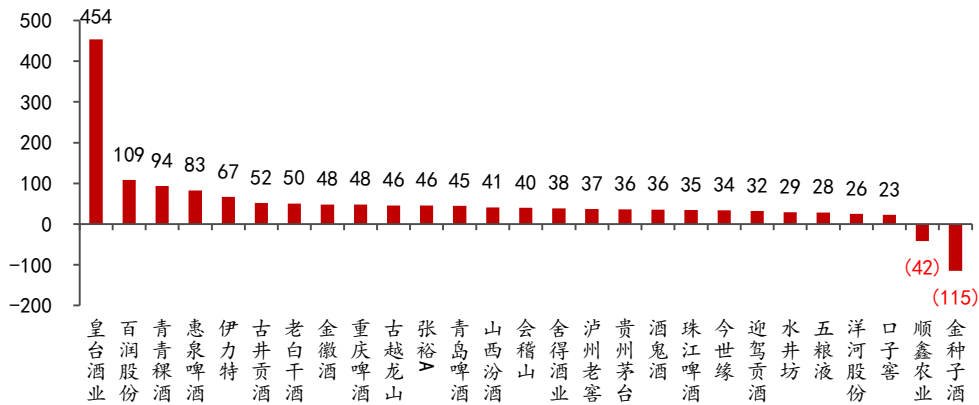 500
400
300
200
100
0
-100
-200
454
109
94
83
67
52
50
48
48
46
46
45
41
40
38
37
36
36
35
34
32
29
28
26
23
(42)
(115)
皇台酒业
百润股份
青青稞酒
惠泉啤酒
伊力特
古井贡酒
老白干酒
金徽酒
重庆啤酒
古越龙山
张裕A
青岛啤酒
山西汾酒
会稽山
舍得酒业
泸州老窖
贵州茅台
酒鬼酒
珠江啤酒
今世缘
迎驾贡酒
水井坊
五粮液
洋河股份
口子窖
顺鑫农业
金种子酒